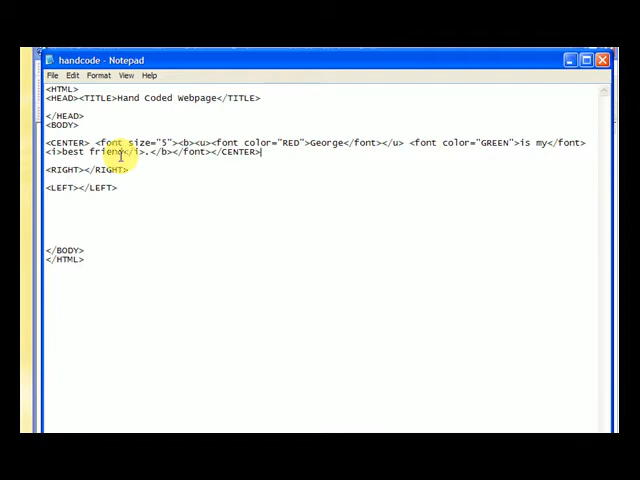 handcode - Notepad
File Edit Format View Help
<HTML>
<HEAD><TITLE>Hand Coded Webpage</TITLE>
</HEAD>
<BODY>
<CENTER> <font size="5"><b><u><font color="RED">George</font></u> <font color="GREEN">is my</font>
<i>best friend</i>.</b></font></CENTER>
<RIGHT></RIGHT>
<LEFT></LEFT>
</BODY>
</HTML>